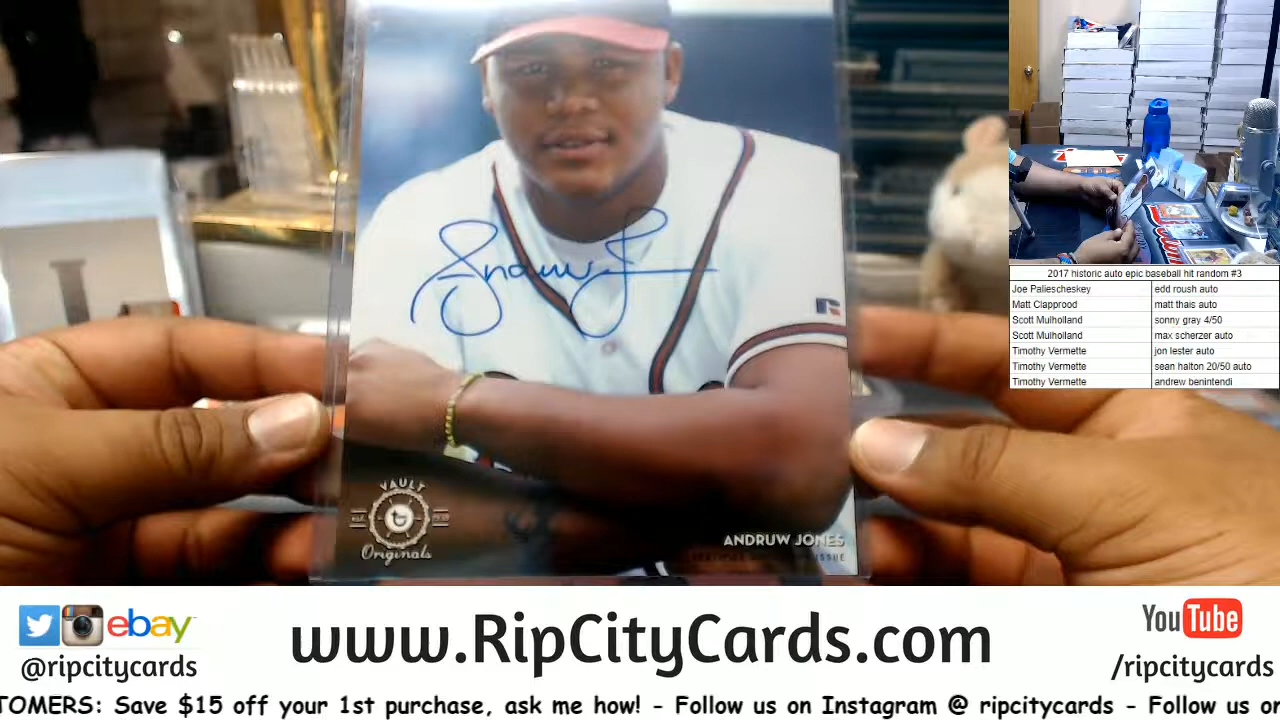 VAULT
Originals
ANDRUW JONES
2017 historic auto epic baseball hit random #3
Joe Paliescheskey edd roush auto
Matt Clapprood matt thais auto
Scott Mulholland sonny gray 4/50
Scott Mulholland max scherzer auto
Timothy Vermette jon lester auto
Timothy Vermette sean halton 20/50 auto
Timothy Vermette andrew benintendi
ebay
@ripcitycards
www.RipCityCards.com
YouTube
/ripcitycards
TOMERS: Save $15 off your 1st purchase, ask me how! - Follow us on Instagram @ ripcitycards - Follow us on